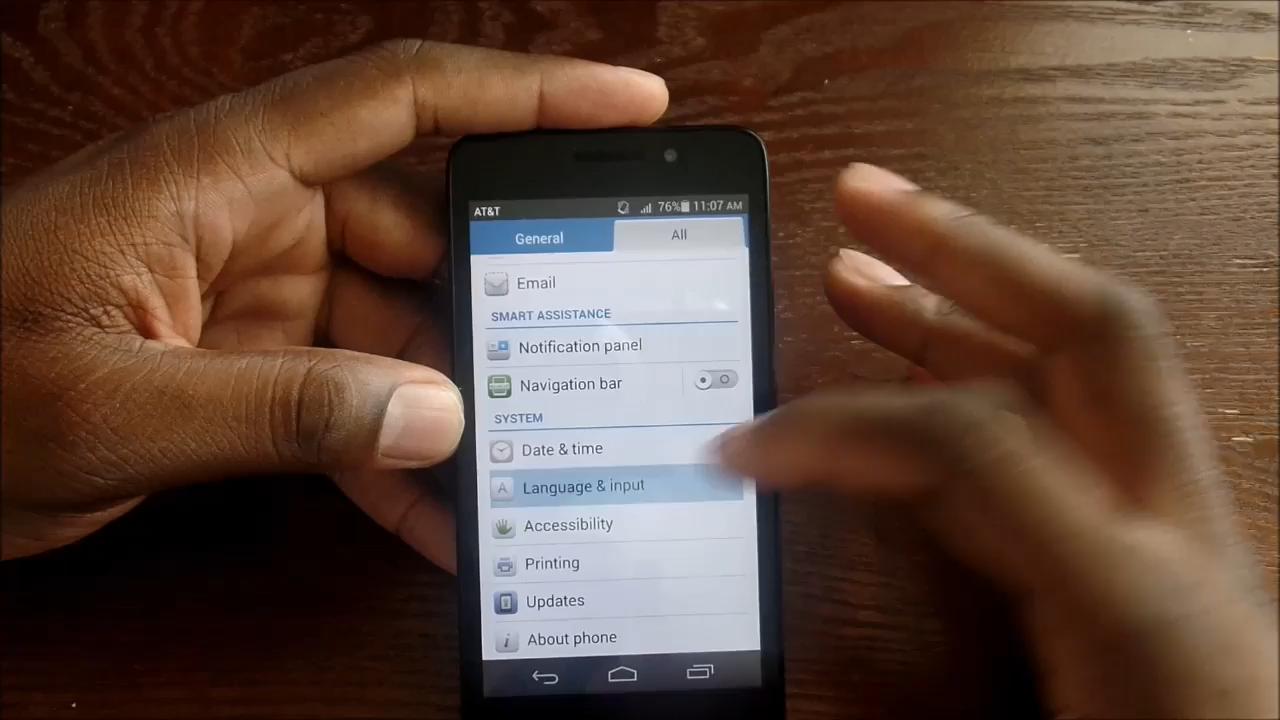 AT&T 76% 11:07 AM
General All
Email
SMART ASSISTANCE
Notification panel
Navigation bar
SYSTEM
Date & time
A Language & input
Accessibility
Printing
Updates
i About phone